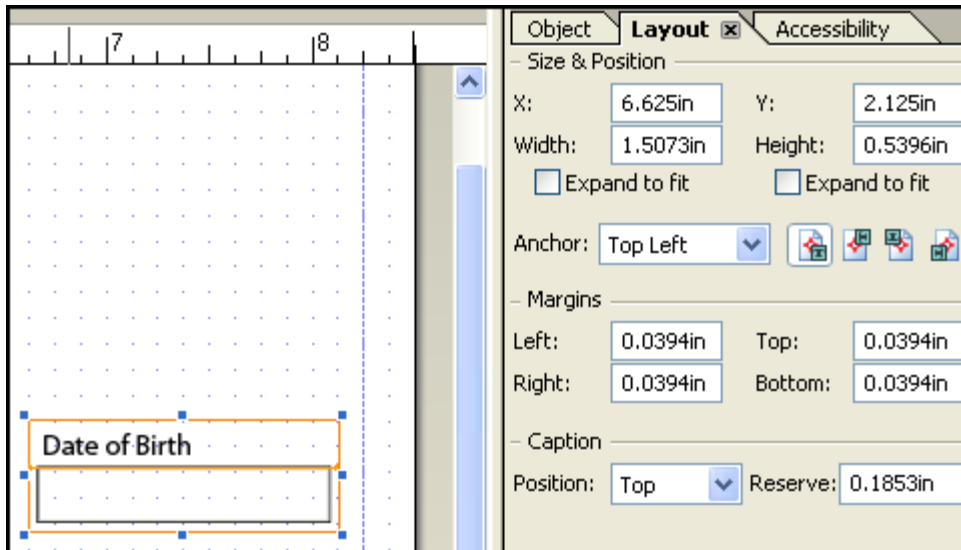 Object Layout Accessibility
7 8
Size & Position
X: 6.625in Y: 2.125in
Width: 1.5073in Height: 0.5396in
Expand to fit Expand to fit
Anchor: Top Left
Margins
Left: 0.0394in Top: 0.0394in
Right: 0.0394in Bottom: 0.0394in
Date of Birth
Caption
Position: Top Reserve: 0.1853in